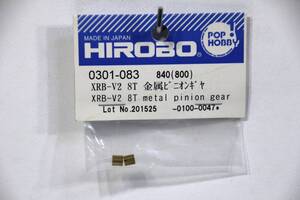 MADE IN JAPAN
HIROBO
POP
HOBBY
0301-083 840(800)
XRB-V2 8T 金属ピニオンギヤ
XRB-V2 8T metal pinion gear
Lot No.201525 -0100-0047*